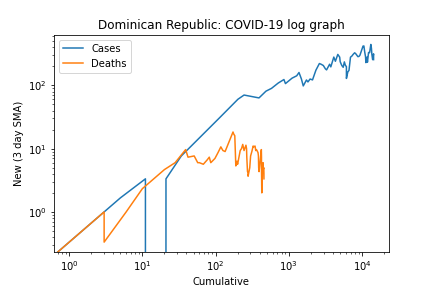 Dominican Republic: COVID-19 log graph
Cases
Deaths
New (3 day SMA)
10²
10¹
10⁰
10⁰ 10¹ 10² 10³ 10⁴
Cumulative